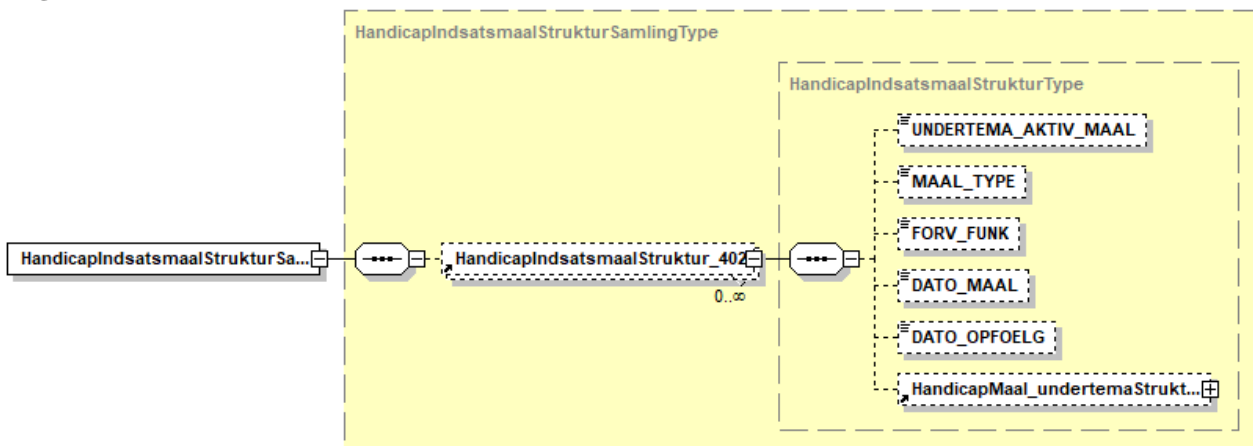 HandicapIndsatsmaalStrukturSamlingType
HandicapIndsatsmaalStrukturType
UNDERTEMA_AKTIV_MAAL
MAAL_TYPE
FORV_FUNK
HandicapIndsatsmaalStrukturSa...
HandicapIndsatsmaalStruktur_402
DATO_MAAL
0..∞
DATO_OPFOELG
HandicapMaal_undertemaStrukt...